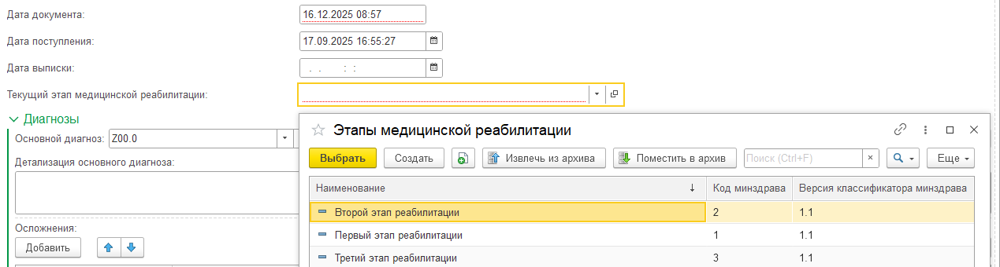 Дата документа: 16.12.2025 08:57
Дата поступления: 17.09.2025 16:55:27
Дата выписки: . . : :
Текущий этап медицинской реабилитации:
Диагнозы
Основной диагноз: Z00.0
Детализация основного диагноза:
Осложнения:
Добавить
Этапы медицинской реабилитации
Выбрать Создать Извлечь из архива Поместить в архив Поиск (Ctrl+F) × Еще
Наименование ↓ Код минздрава Версия классификатора минздрава
Второй этап реабилитации 2 1.1
Первый этап реабилитации 1 1.1
Третий этап реабилитации 3 1.1